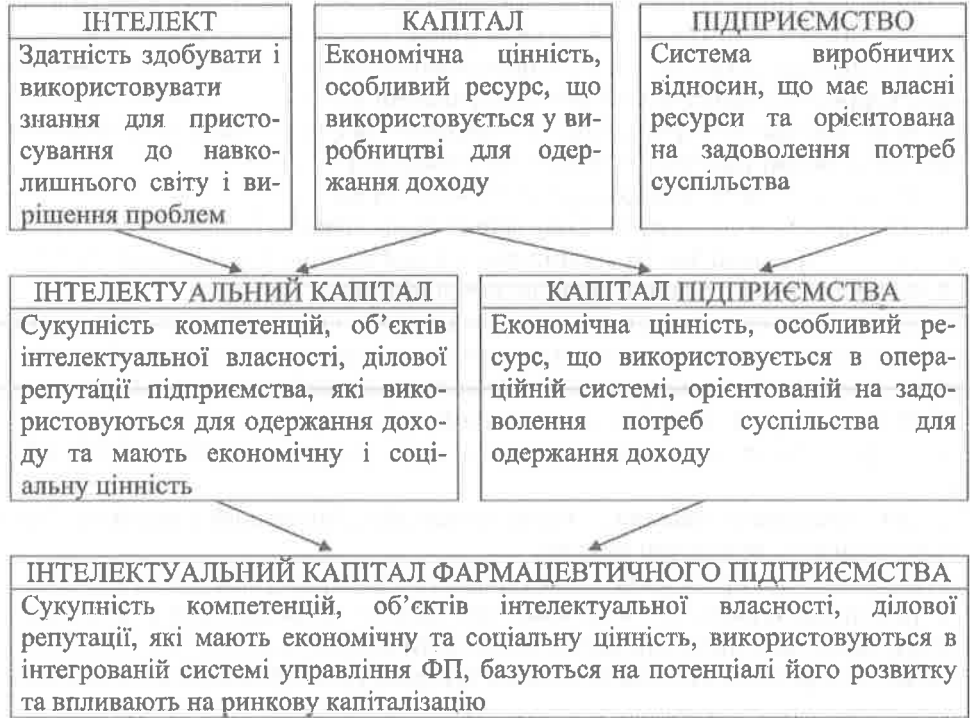 ІНТЕЛЕКТ
Здатність здобувати і
використовувати
знання для присто-
сування до навко-
лишнього світу і ви-
рішення проблем
КАПІТАЛ
Економічна цінність,
особливий ресурс, що
використовується у ви-
робництві для одер-
жання доходу
ПІДПРИЄМСТВО
Система виробничих
відносин, що має власні
ресурси та орієнтована
на задоволення потреб
суспільства
ІНТЕЛЕКТУАЛЬНИЙ КАПІТАЛ
Сукупність компетенцій, об’єктів
інтелектуальної власності, ділової
репутації підприємства, які вико-
ристовуються для одержання дохо-
ду та мають економічну і соці-
альну цінність
КАПІТАЛ ПІДПРИЄМСТВА
Економічна цінність, особливий ре-
сурс, що використовується в опера-
ційній системі, орієнтованій на задо-
волення потреб суспільства для
одержання доходу
ІНТЕЛЕКТУАЛЬНИЙ КАПІТАЛ ФАРМАЦЕВТИЧНОГО ПІДПРИЄМСТВА
Сукупність компетенцій, об’єктів інтелектуальної власності, ділової
репутації, які мають економічну та соціальну цінність, використовуються в
інтегрованій системі управління ФП, базуються на потенціалі його розвитку
та впливають на ринкову капіталізацію